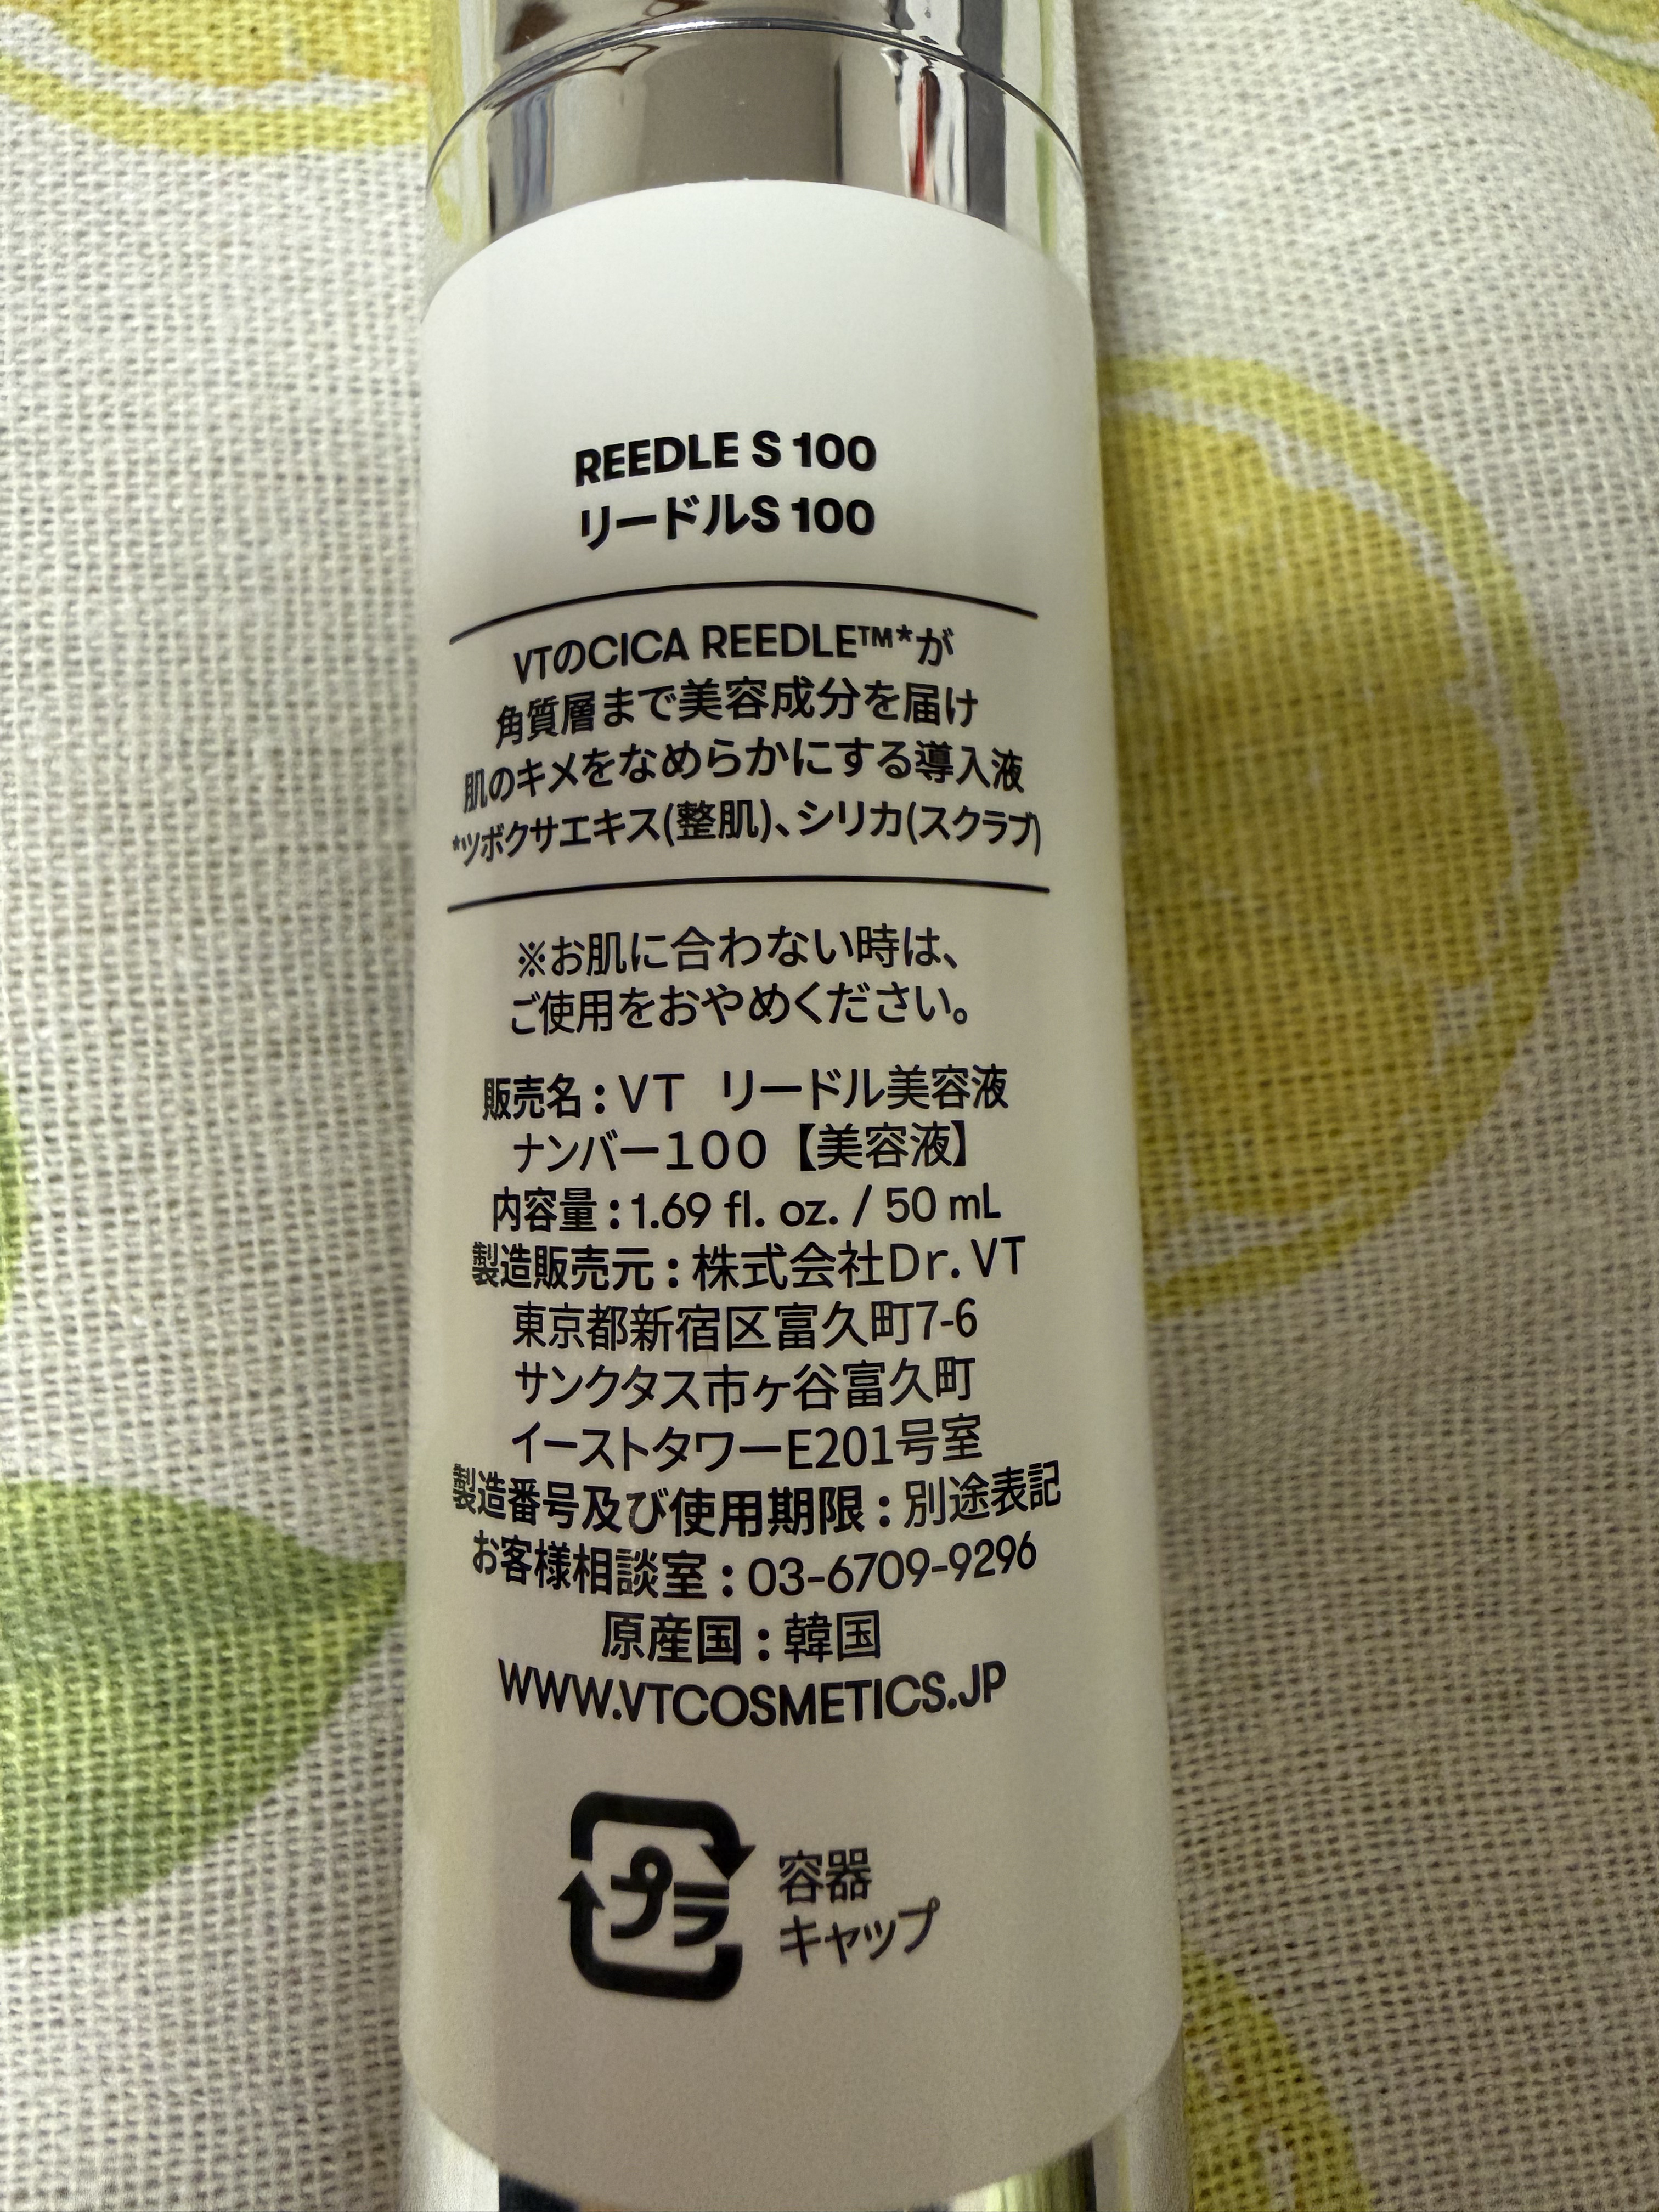 REEDLE S 100
リードルS 100
VTのCICA REEDLE™*が
角質層まで美容成分を届け
肌のキメをなめらかにする導入液
*ツボクサエキス(整肌)、シリカ(スクラブ)
※お肌に合わない時は、
ご使用をおやめください。
販売名：VT リードル美容液
ナンバー100【美容液】
内容量：1.69 fl. oz. / 50 mL
製造販売元：株式会社Dr.VT
東京都新宿区富久町7-6
サンクタス市ヶ谷富久町
イーストタワーE201号室
製造番号及び使用期限：別途表記
お客様相談室：03-6709-9296
原産国：韓国
WWW.VTCOSMETICS.JP
プラ
容器
キャップ